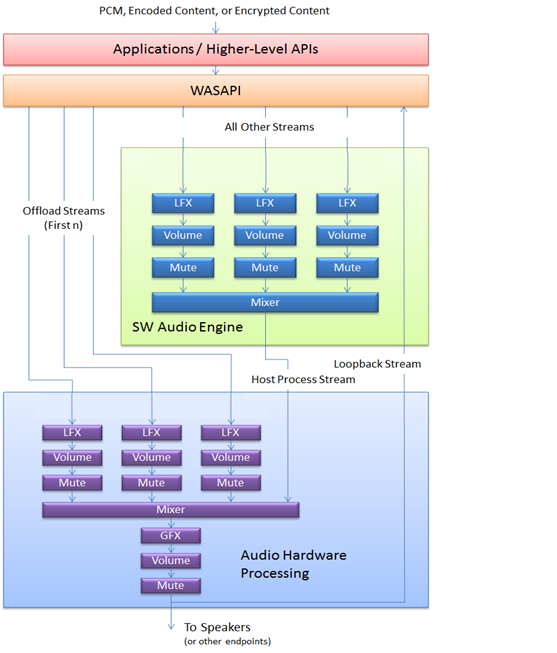 PCM, Encoded Content, or Encrypted Content
Applications / Higher-Level APIs
WASAPI
All Other Streams
Offload Streams
(First n)
LFX LFX LFX
Volume Volume Volume
Mute Mute Mute
Mixer
SW Audio Engine
Loopback Stream
Host Process Stream
LFX LFX LFX
Volume Volume Volume
Mute Mute Mute
Mixer
GFX
Volume
Mute
Audio Hardware
Processing
To Speakers
(or other endpoints)